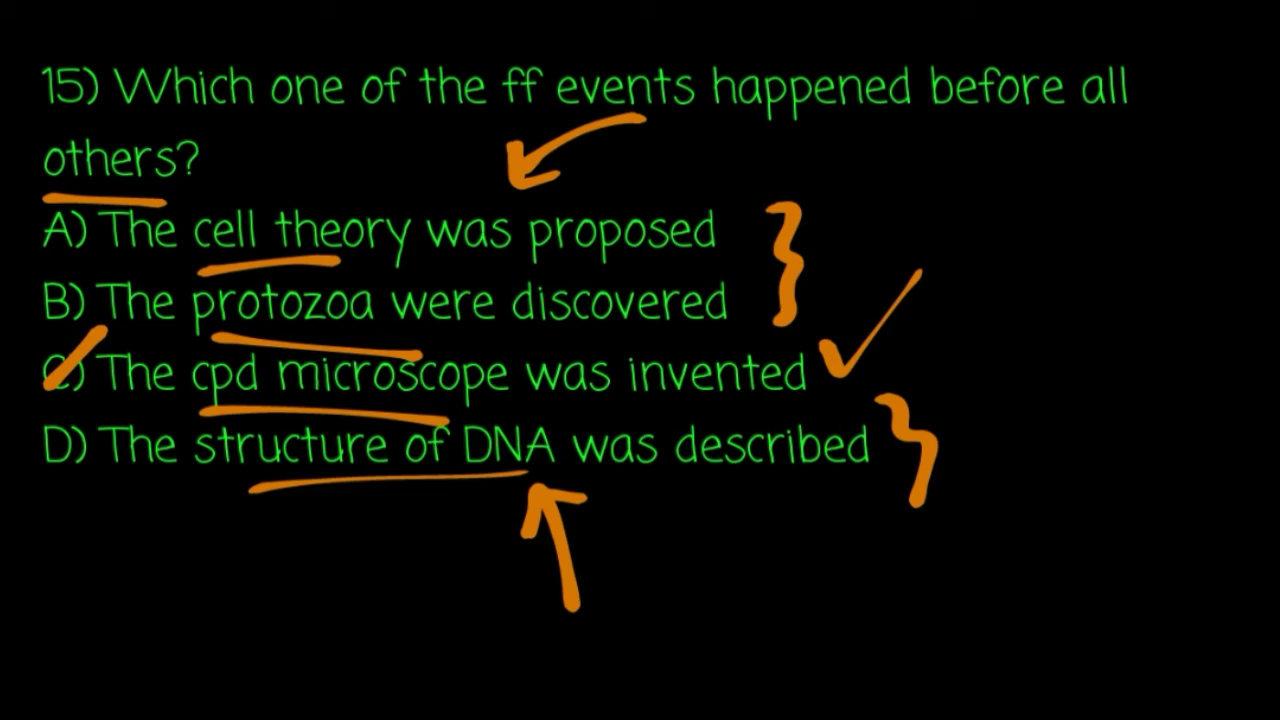 15) Which one of the ff events happened before all
others?
A) The cell theory was proposed
B) The protozoa were discovered
C) The cpd microscope was invented
D) The structure of DNA was described